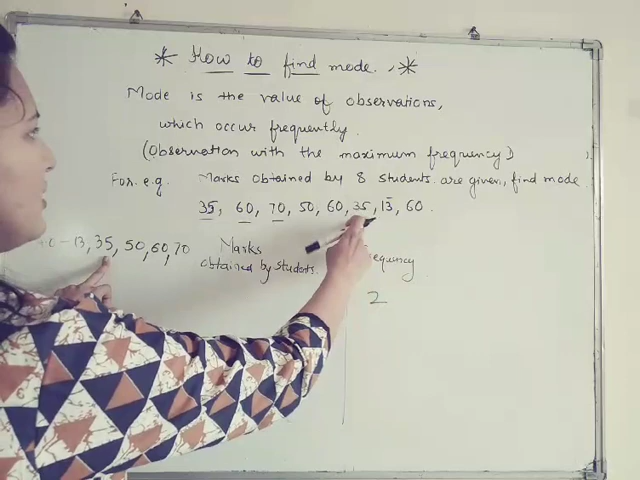 * How to find mode. *
Mode is the value of observations,
which occur frequently.
(Observation with the maximum frequency)
For. e.g. Marks obtained by 8 students. are given, find mode
35, 60, 70, 50, 60, 35, 13, 60.
- 13, 35, 50, 60, 70
Marks
obtained by students.
2